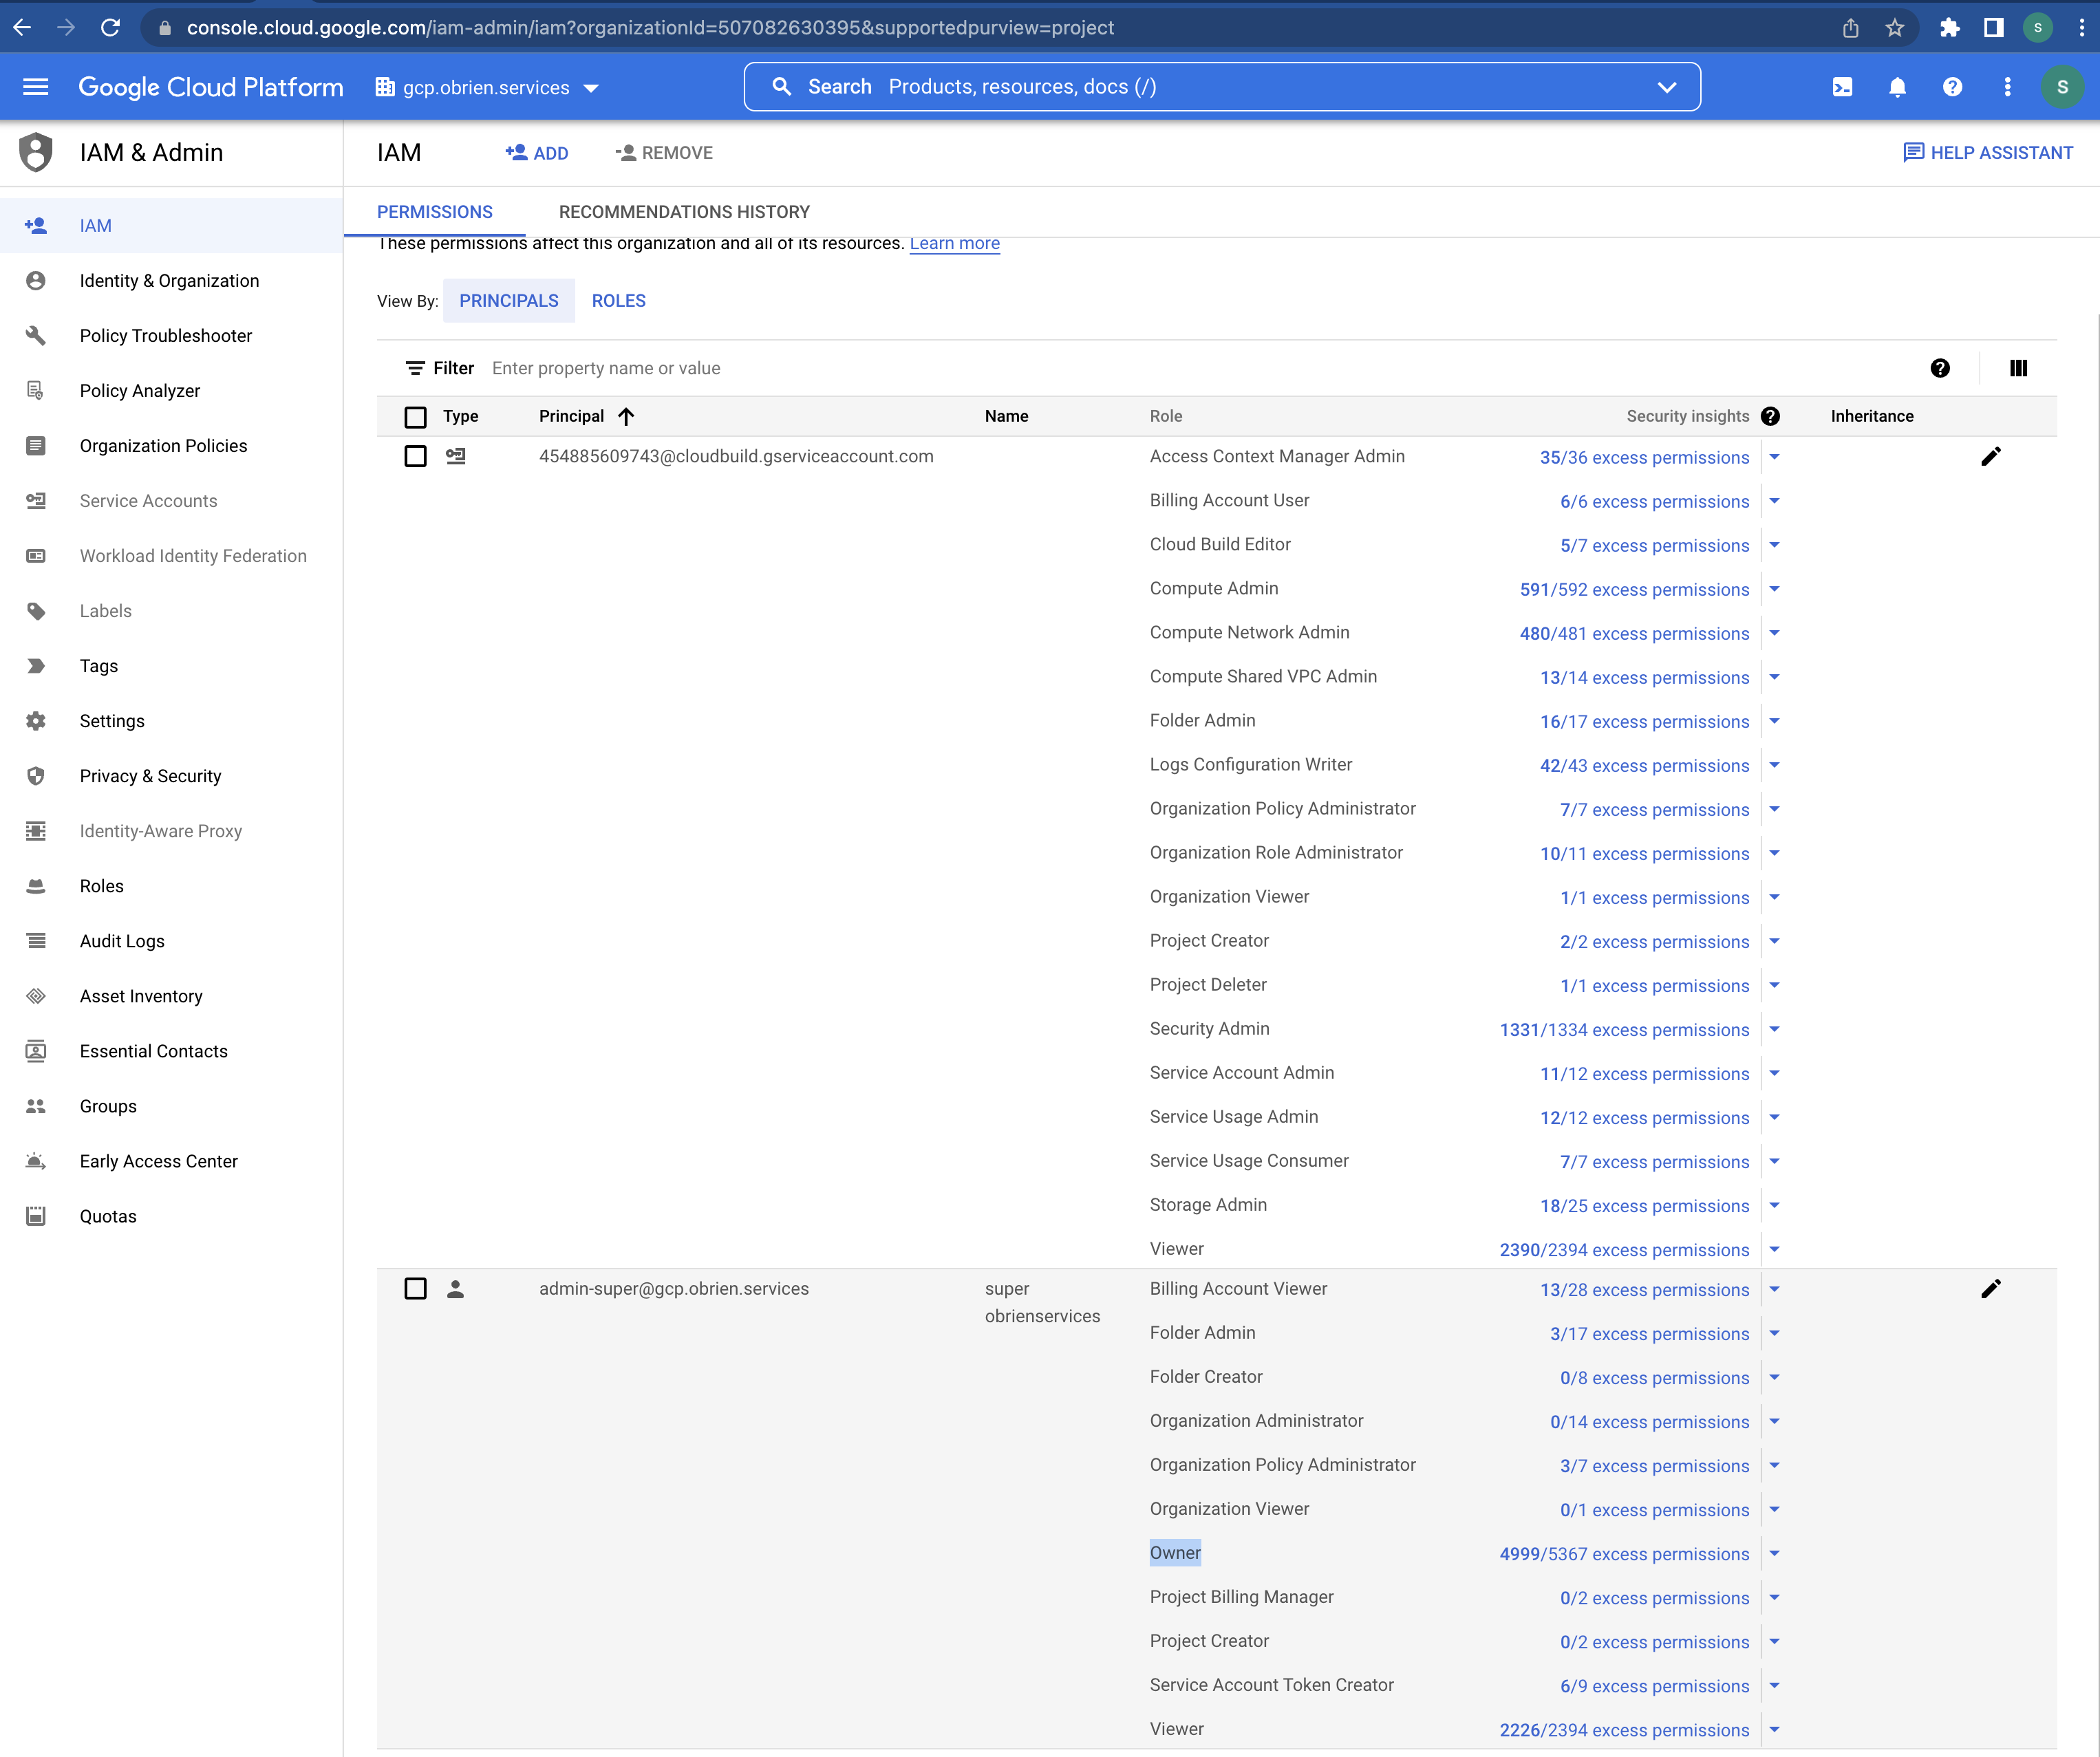 console.cloud.google.com/iam-admin/iam?organizationId=507082630395&supportedpurview=project
S
Google Cloud Platform
gcp.obrien.services
Search Products, resources, docs (/)
S
IAM & Admin
IAM
ADD
REMOVE
HELP ASSISTANT
IAM
Identity & Organization
Policy Troubleshooter
Policy Analyzer
Organization Policies
Service Accounts
Workload Identity Federation
Labels
Tags
Settings
Privacy & Security
Identity-Aware Proxy
Roles
Audit Logs
Asset Inventory
Essential Contacts
Groups
Early Access Center
Quotas
PERMISSIONS RECOMMENDATIONS HISTORY
These permissions affect this organization and all of its resources. Learn more
View By: PRINCIPALS ROLES
Filter Enter property name or value
Type Principal Name Role Security insights Inheritance
454885609743@cloudbuild.gserviceaccount.com Access Context Manager Admin 35/36 excess permissions
Billing Account User 6/6 excess permissions
Cloud Build Editor 5/7 excess permissions
Compute Admin 591/592 excess permissions
Compute Network Admin 480/481 excess permissions
Compute Shared VPC Admin 13/14 excess permissions
Folder Admin 16/17 excess permissions
Logs Configuration Writer 42/43 excess permissions
Organization Policy Administrator 7/7 excess permissions
Organization Role Administrator 10/11 excess permissions
Organization Viewer 1/1 excess permissions
Project Creator 2/2 excess permissions
Project Deleter 1/1 excess permissions
Security Admin 1331/1334 excess permissions
Service Account Admin 11/12 excess permissions
Service Usage Admin 12/12 excess permissions
Service Usage Consumer 7/7 excess permissions
Storage Admin 18/25 excess permissions
Viewer 2390/2394 excess permissions
admin-super@gcp.obrien.services super Billing Account Viewer 13/28 excess permissions
obrienservices
Folder Admin 3/17 excess permissions
Folder Creator 0/8 excess permissions
Organization Administrator 0/14 excess permissions
Organization Policy Administrator 3/7 excess permissions
Organization Viewer 0/1 excess permissions
Owner 4999/5367 excess permissions
Project Billing Manager 0/2 excess permissions
Project Creator 0/2 excess permissions
Service Account Token Creator 6/9 excess permissions
Viewer 2226/2394 excess permissions